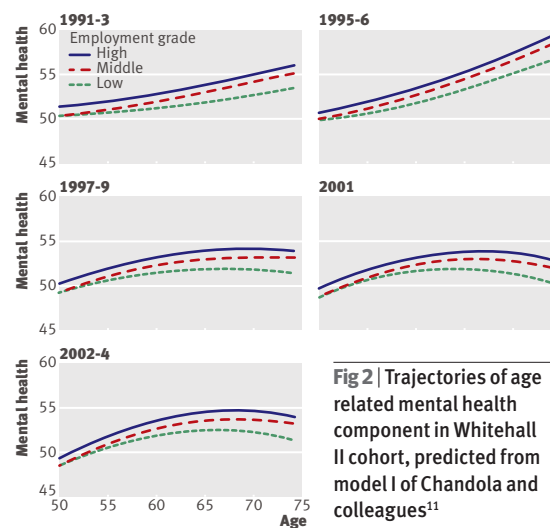 1991-3
60
Mental health
55
50
45
Employment grade
High
Middle
Low
1995-6
1997-9
60
Mental health
55
50
45
2001
2002-4
60
Mental health
55
50
45
50 55 60 65 70 75
Age
Fig 2 | Trajectories of age
related mental health
component in Whitehall
II cohort, predicted from
model I of Chandola and
colleagues¹¹